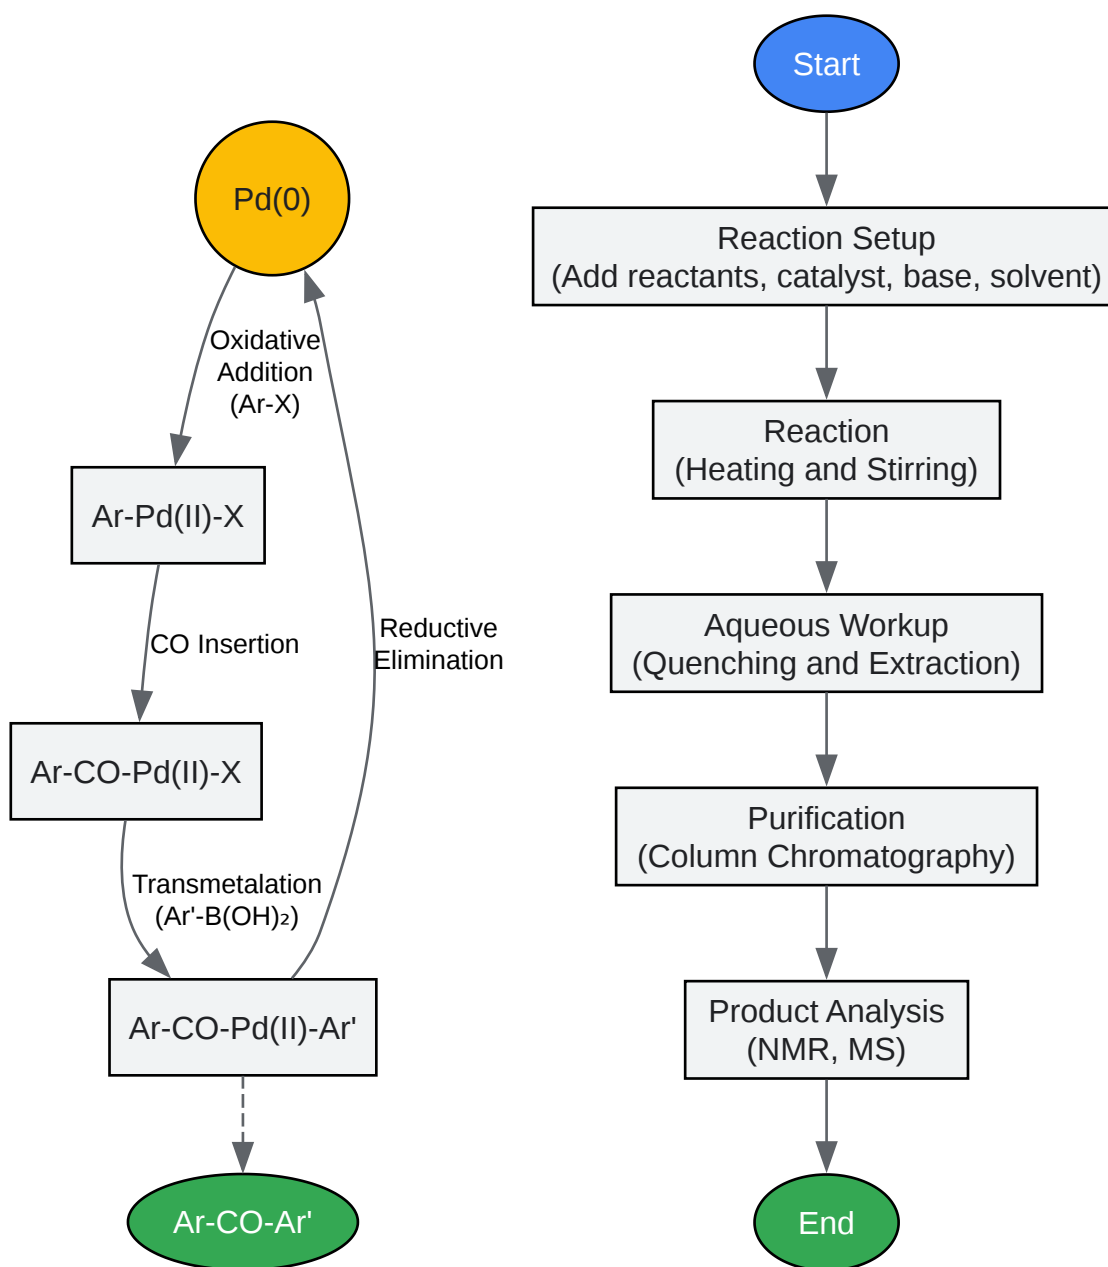 Pd(0)
Oxidative
Addition
(Ar-X)
Ar-Pd(II)-X
CO Insertion
Reductive
Elimination
Ar-CO-Pd(II)-X
Transmetalation
(Ar'-B(OH)₂)
Ar-CO-Pd(II)-Ar'
Ar-CO-Ar'
Start
Reaction Setup
(Add reactants, catalyst, base, solvent)
Reaction
(Heating and Stirring)
Aqueous Workup
(Quenching and Extraction)
Purification
(Column Chromatography)
Product Analysis
(NMR, MS)
End